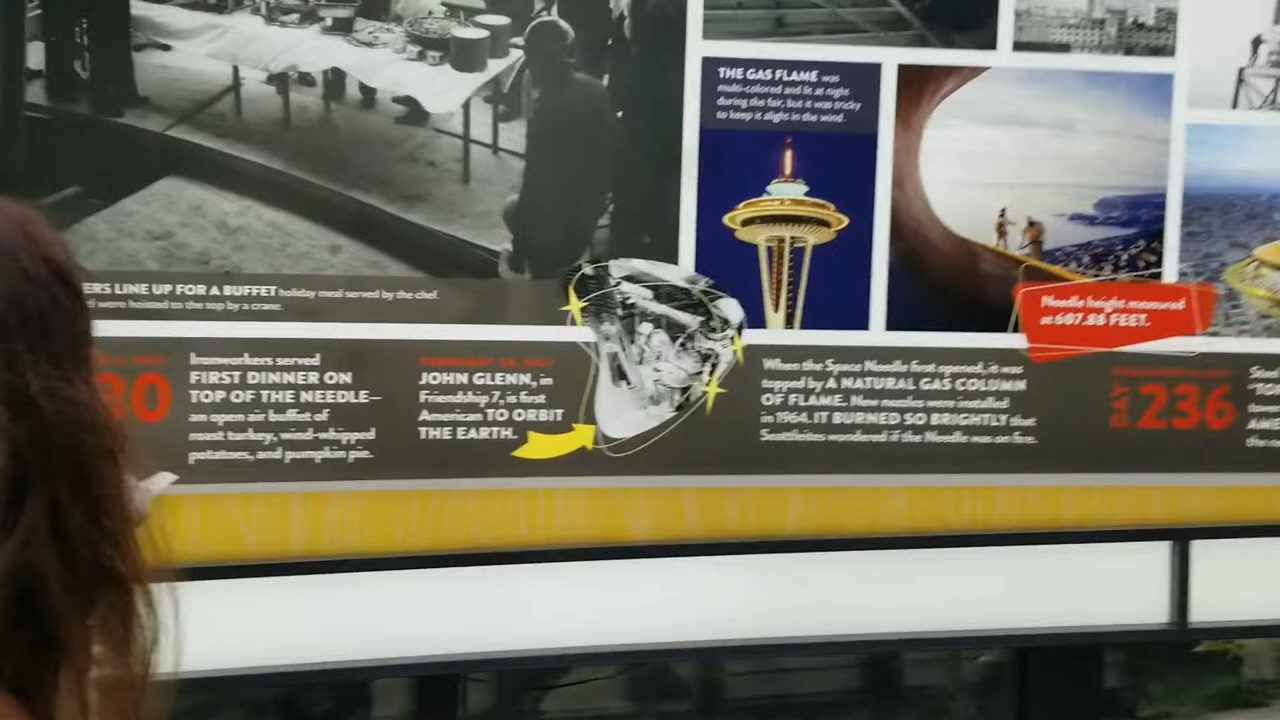 THE GAS FLAME was
multi-colored and lit at night
during the fair, but it was tricky
to keep it alight in the wind.
ERS LINE UP FOR A BUFFET holiday meal served by the chef.
were hoisted to the top by a crane.
Needle height measured
at 607.88 FEET.
30
Ironworkers served
FIRST DINNER ON
TOP OF THE NEEDLE—
an open air buffet of
roast turkey, wind-whipped
potatoes, and pumpkin pie.
FEBRUARY
JOHN GLENN, in
Friendship 7, is first
American TO ORBIT
THE EARTH.
When the Space Needle first opened, it was
topped by A NATURAL GAS COLUMN
OF FLAME. New nozzles were installed
in 1964. IT BURNED SO BRIGHTLY that
Seattleites wondered if the Needle was on fire.
DAY 236